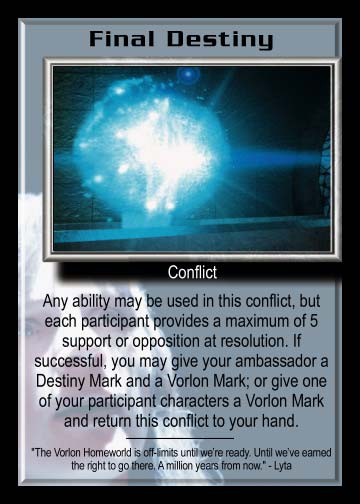 Final Destiny
Conflict
Any ability may be used in this conflict, but
each participant provides a maximum of 5
support or opposition at resolution. If
successful, you may give your ambassador a
Destiny Mark and a Vorlon Mark; or give one
of your participant characters a Vorlon Mark
and return this conflict to your hand.
"The Vorlon Homeworld is off-limits until we're ready. Until we've earned
the right to go there. A million years from now." - Lyta